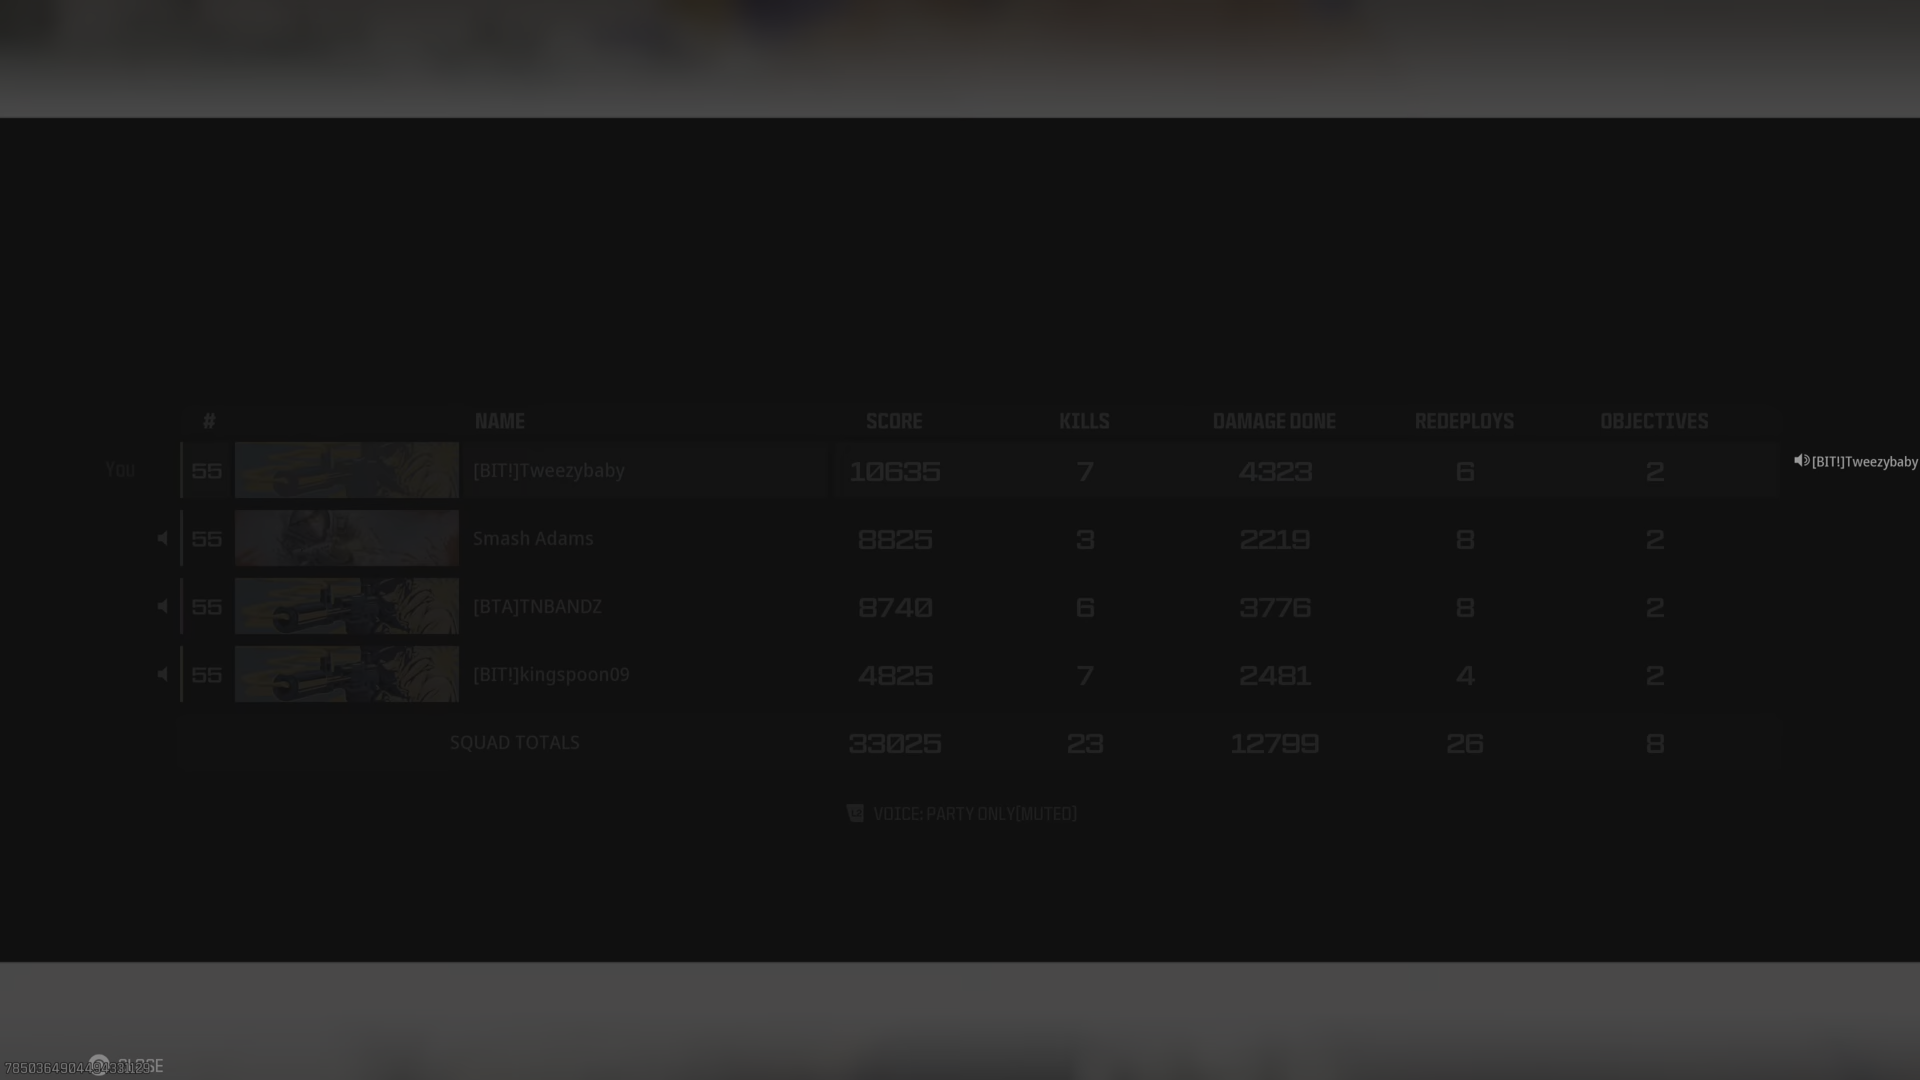 # NAME SCORE KILLS DAMAGE DONE REDEPLOYS OBJECTIVES
You 55 [BIT!]Tweezybaby 10635 7 4323 6 2
[BIT!]Tweezybaby
55 Smash Adams 8825 3 2219 8 2
55 [BTA]TNBANDZ 8740 6 3776 8 2
55 [BIT!]kingspoon09 4825 7 2481 4 2
SQUAD TOTALS 33025 23 12799 26 8
VOICE: PARTY ONLY[MUTED]
CLOSE